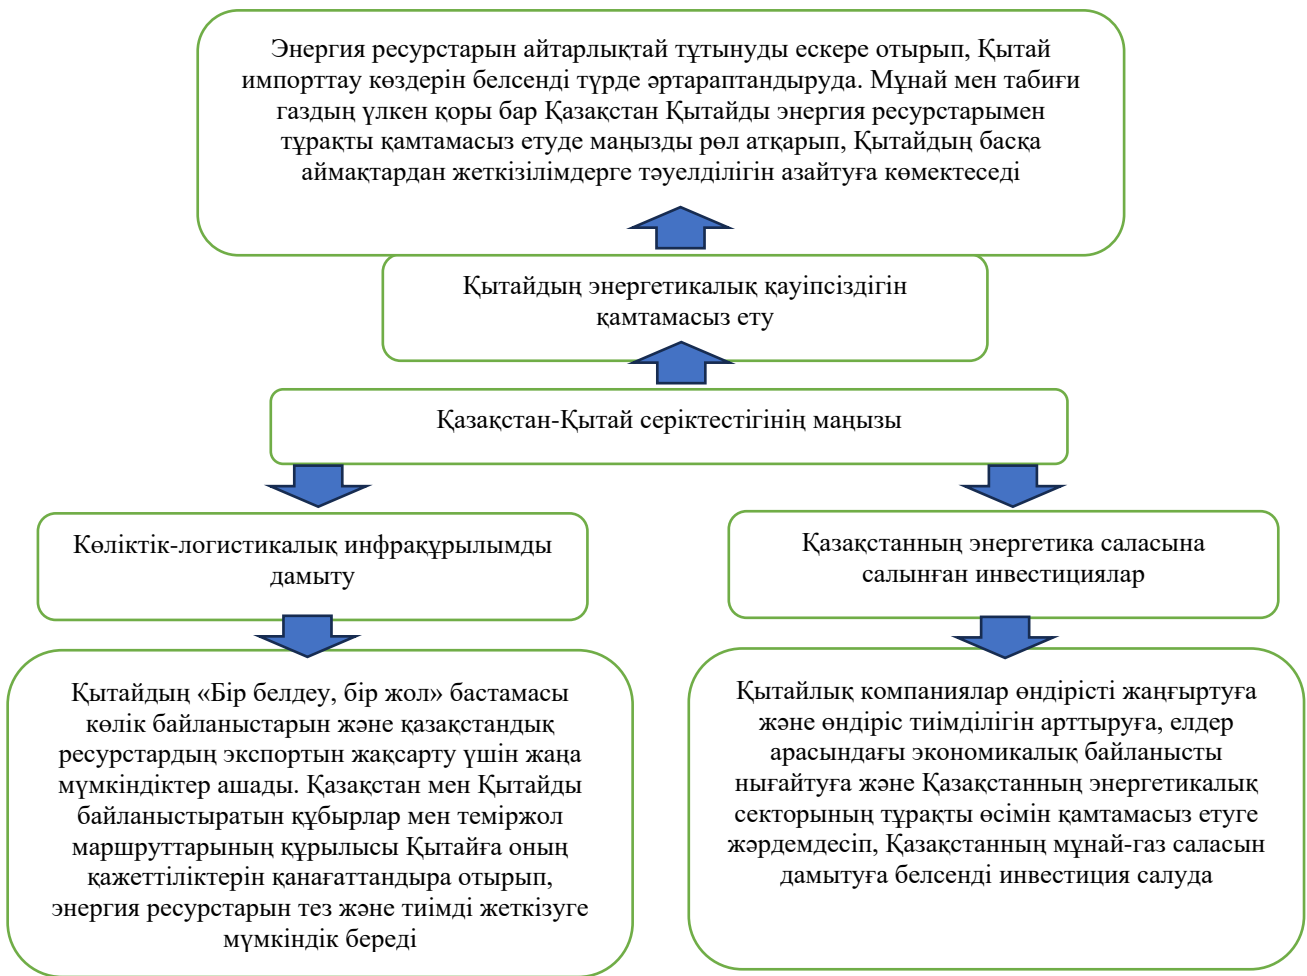 Энергия ресурстарын айтарлықтай тұтынуды ескере отырып, Қытай
импорттау көздерін белсенді түрде әртараптандыруда. Мұнай мен табиғи
газдың үлкен қоры бар Қазақстан Қытайды энергия ресурстарымен
тұрақты қамтамасыз етуде маңызды рөл атқарып, Қытайдың басқа
аймақтардан жеткізілімдерге тәуелділігін азайтуға көмектеседі
Қытайдың энергетикалық қауіпсіздігін
қамтамасыз ету
Қазақстан-Қытай серіктестігінің маңызы
Көліктік-логистикалық инфрақұрылымды
дамыту
Қазақстанның энергетика саласына
салынған инвестициялар
Қытайдың «Бір белдеу, бір жол» бастамасы
көлік байланыстарын және қазақстандық
ресурстардың экспортын жақсарту үшін жаңа
мүмкіндіктер ашады. Қазақстан мен Қытайды
байланыстыратын құбырлар мен теміржол
маршруттарының құрылысы Қытайға оның
қажеттіліктерін қанағаттандыра отырып,
энергия ресурстарын тез және тиімді жеткізуге
мүмкіндік береді
Қытайлық компаниялар өндірісті жаңғыртуға
және өндіріс тиімділігін арттыруға, елдер
арасындағы экономикалық байланысты
нығайтуға және Қазақстанның энергетикалық
секторының тұрақты өсімін қамтамасыз етуге
жәрдемдесіп, Қазақстанның мұнай-газ саласын
дамытуға белсенді инвестиция салуда